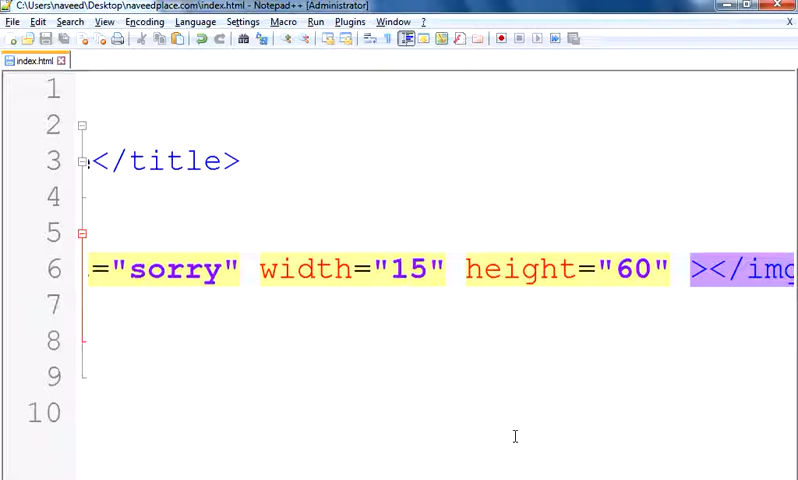 C:\Users\naveed\Desktop\naveedplace.com\index.html - Notepad++ [Administrator]
File Edit Search View Encoding Language Settings Macro Run Plugins Window ? X
index.html
1
2
3 </title>
4
5
6 ="sorry" width="15" height="60" ></img
7
8
9
10